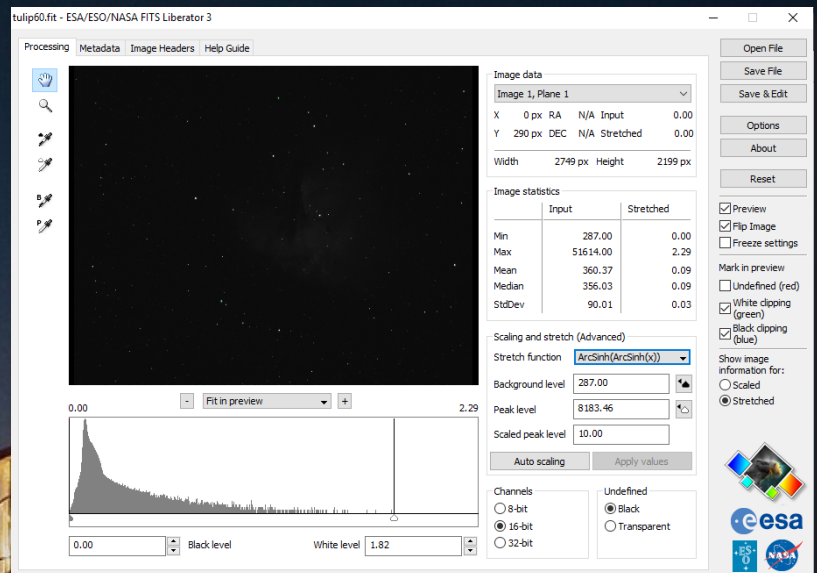 tulip60.fit - ESA/ESO/NASA FITS Liberator 3
Processing Metadata Image Headers Help Guide
Open File
Save File
Save & Edit
Options
About
Reset
Preview
Flip Image
Freeze settings
Mark in preview
Undefined (red)
White clipping
(green)
Black clipping
(blue)
Show image
information for:
Scaled
Stretched
B
P
Image data
Image 1, Plane 1
X 0 px RA N/A Input 0.00
Y 290 px DEC N/A Stretched 0.00
Width 2749 px Height 2199 px
Image statistics
Input Stretched
Min 287.00 0.00
Max 51614.00 2.29
Mean 360.37 0.09
Median 356.03 0.09
StdDev 90.01 0.03
Scaling and stretch (Advanced)
Stretch function ArcSinh(ArcSinh(x))
Background level 287.00
Peak level 8183.46
Scaled peak level 10.00
Auto scaling Apply values
- Fit in preview +
0.00 2.29
0.00 Black level White level 1.82
Channels
8-bit
16-bit
32-bit
Undefined
Black
Transparent
esa
ES
O
NASA